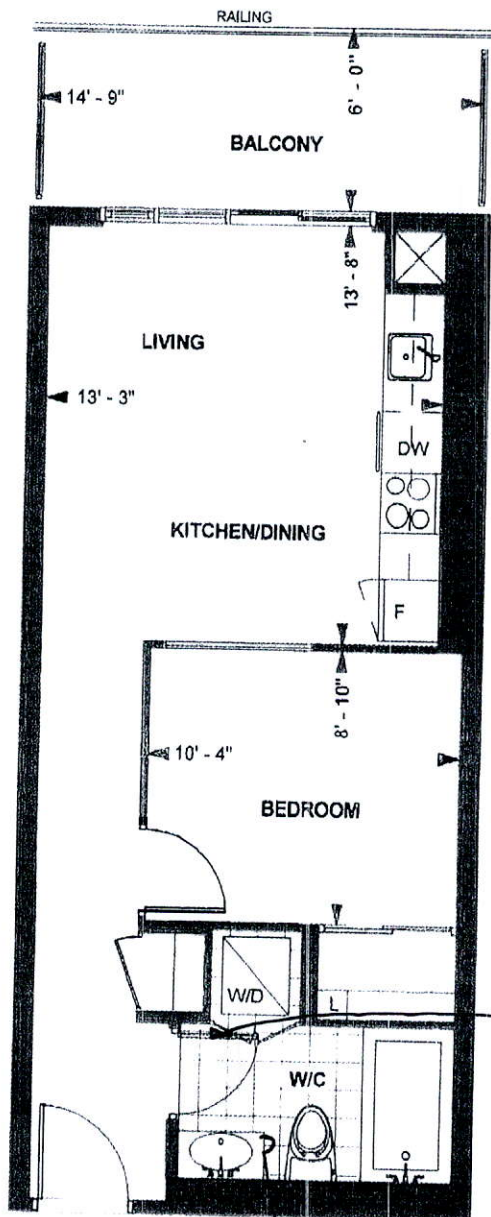 RAILING
14' - 9"
6' - 0"
BALCONY
13' - 8"
LIVING
13' - 3"
DW
KITCHEN/DINING
F
8' - 10"
10' - 4"
BEDROOM
W/D
L
W/C